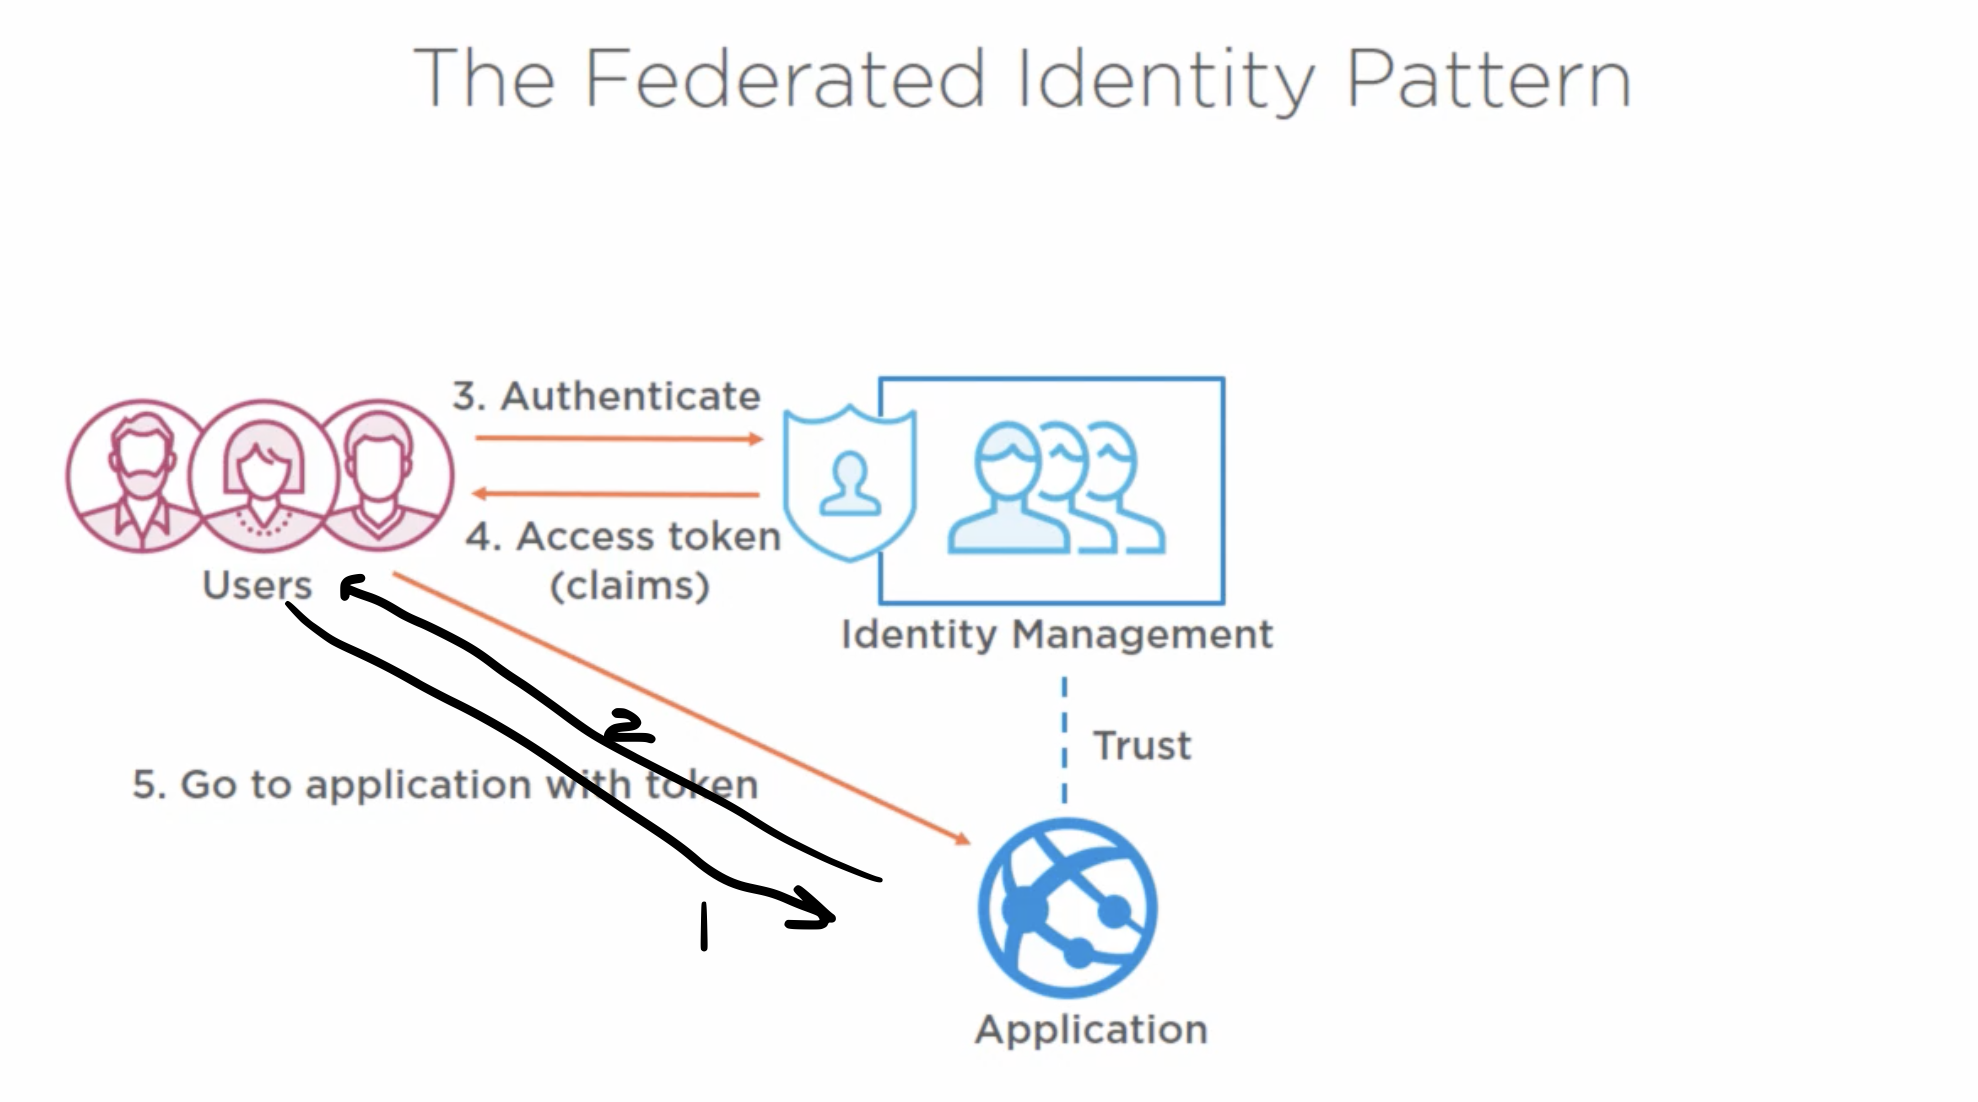 The Federated Identity Pattern
3. Authenticate
4. Access token
(claims)
Users
Identity Management
2
Trust
5. Go to application with token
1
Application